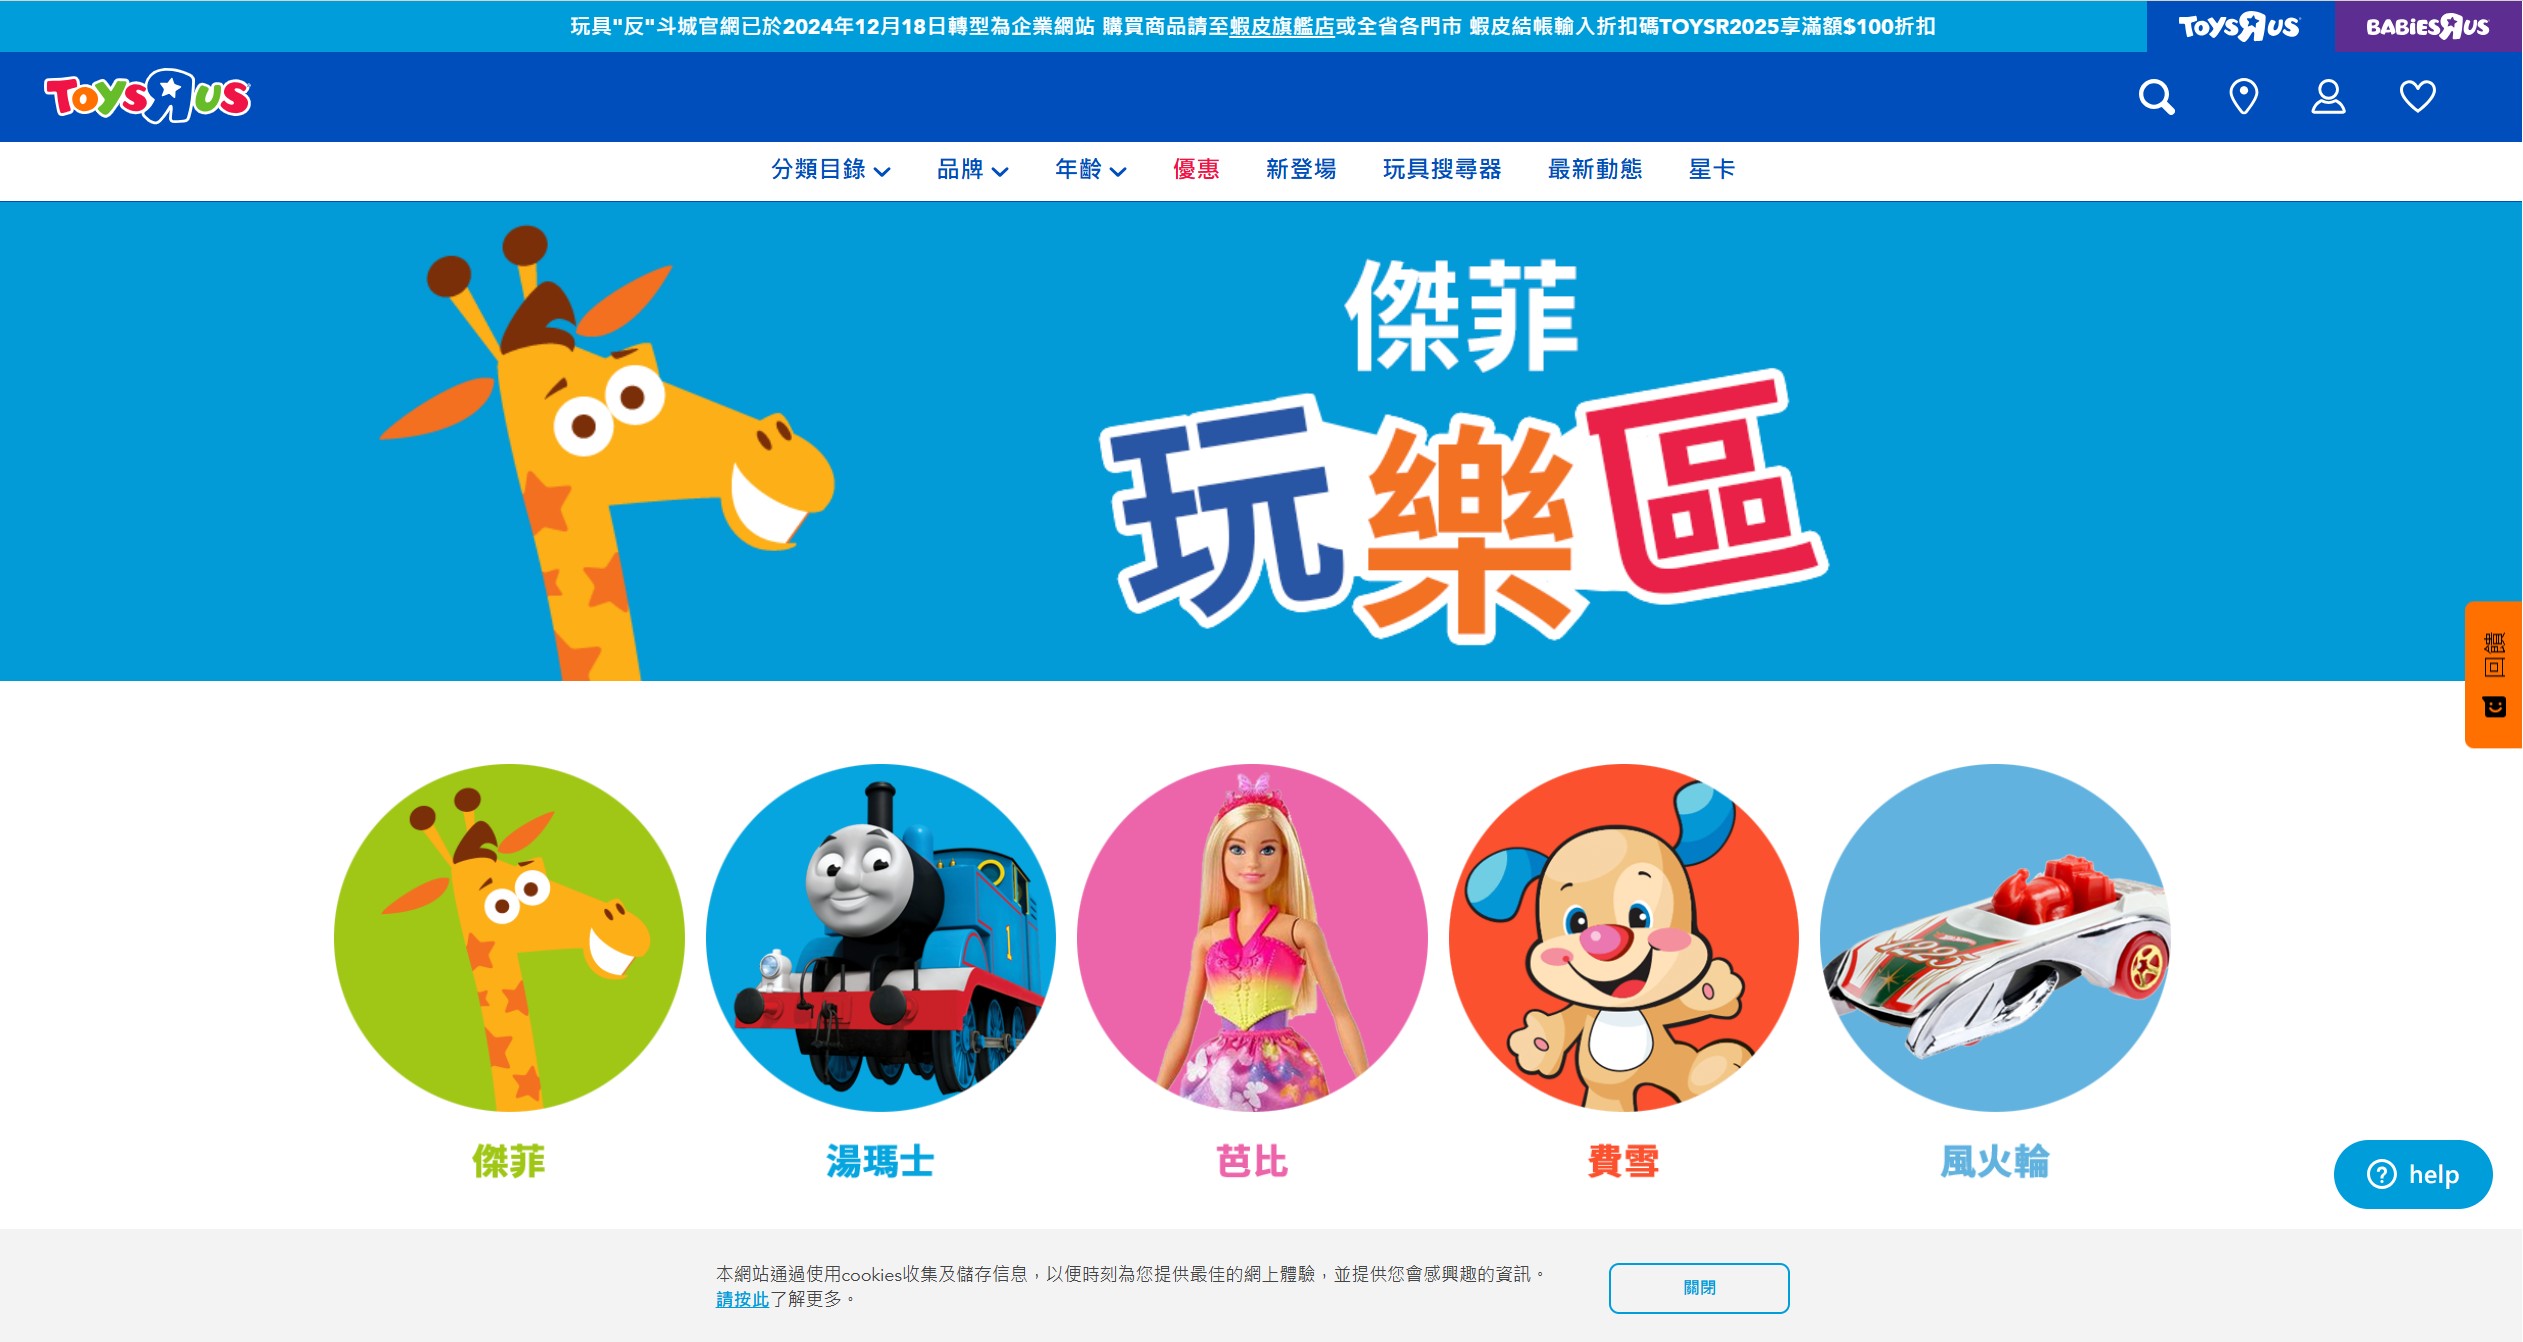 玩具"反"斗城官網已於2024年12月18日轉型為企業網站 購買商品請至蝦皮旗艦店或全省各門市 蝦皮結帳輸入折扣碼TOYSR2025享滿額$100折扣
TOYSRUS
BABIESRUS
TOYSRUS
分類目錄 品牌 年齡 優惠 新登場 玩具搜尋器 最新動態 星卡
傑菲
玩樂區
回饋
1
傑菲 湯瑪士 芭比 費雪 風火輪
help
本網站通過使用cookies收集及儲存信息，以便時刻為您提供最佳的網上體驗，並提供您會感興趣的資訊。
請按此了解更多。
關閉